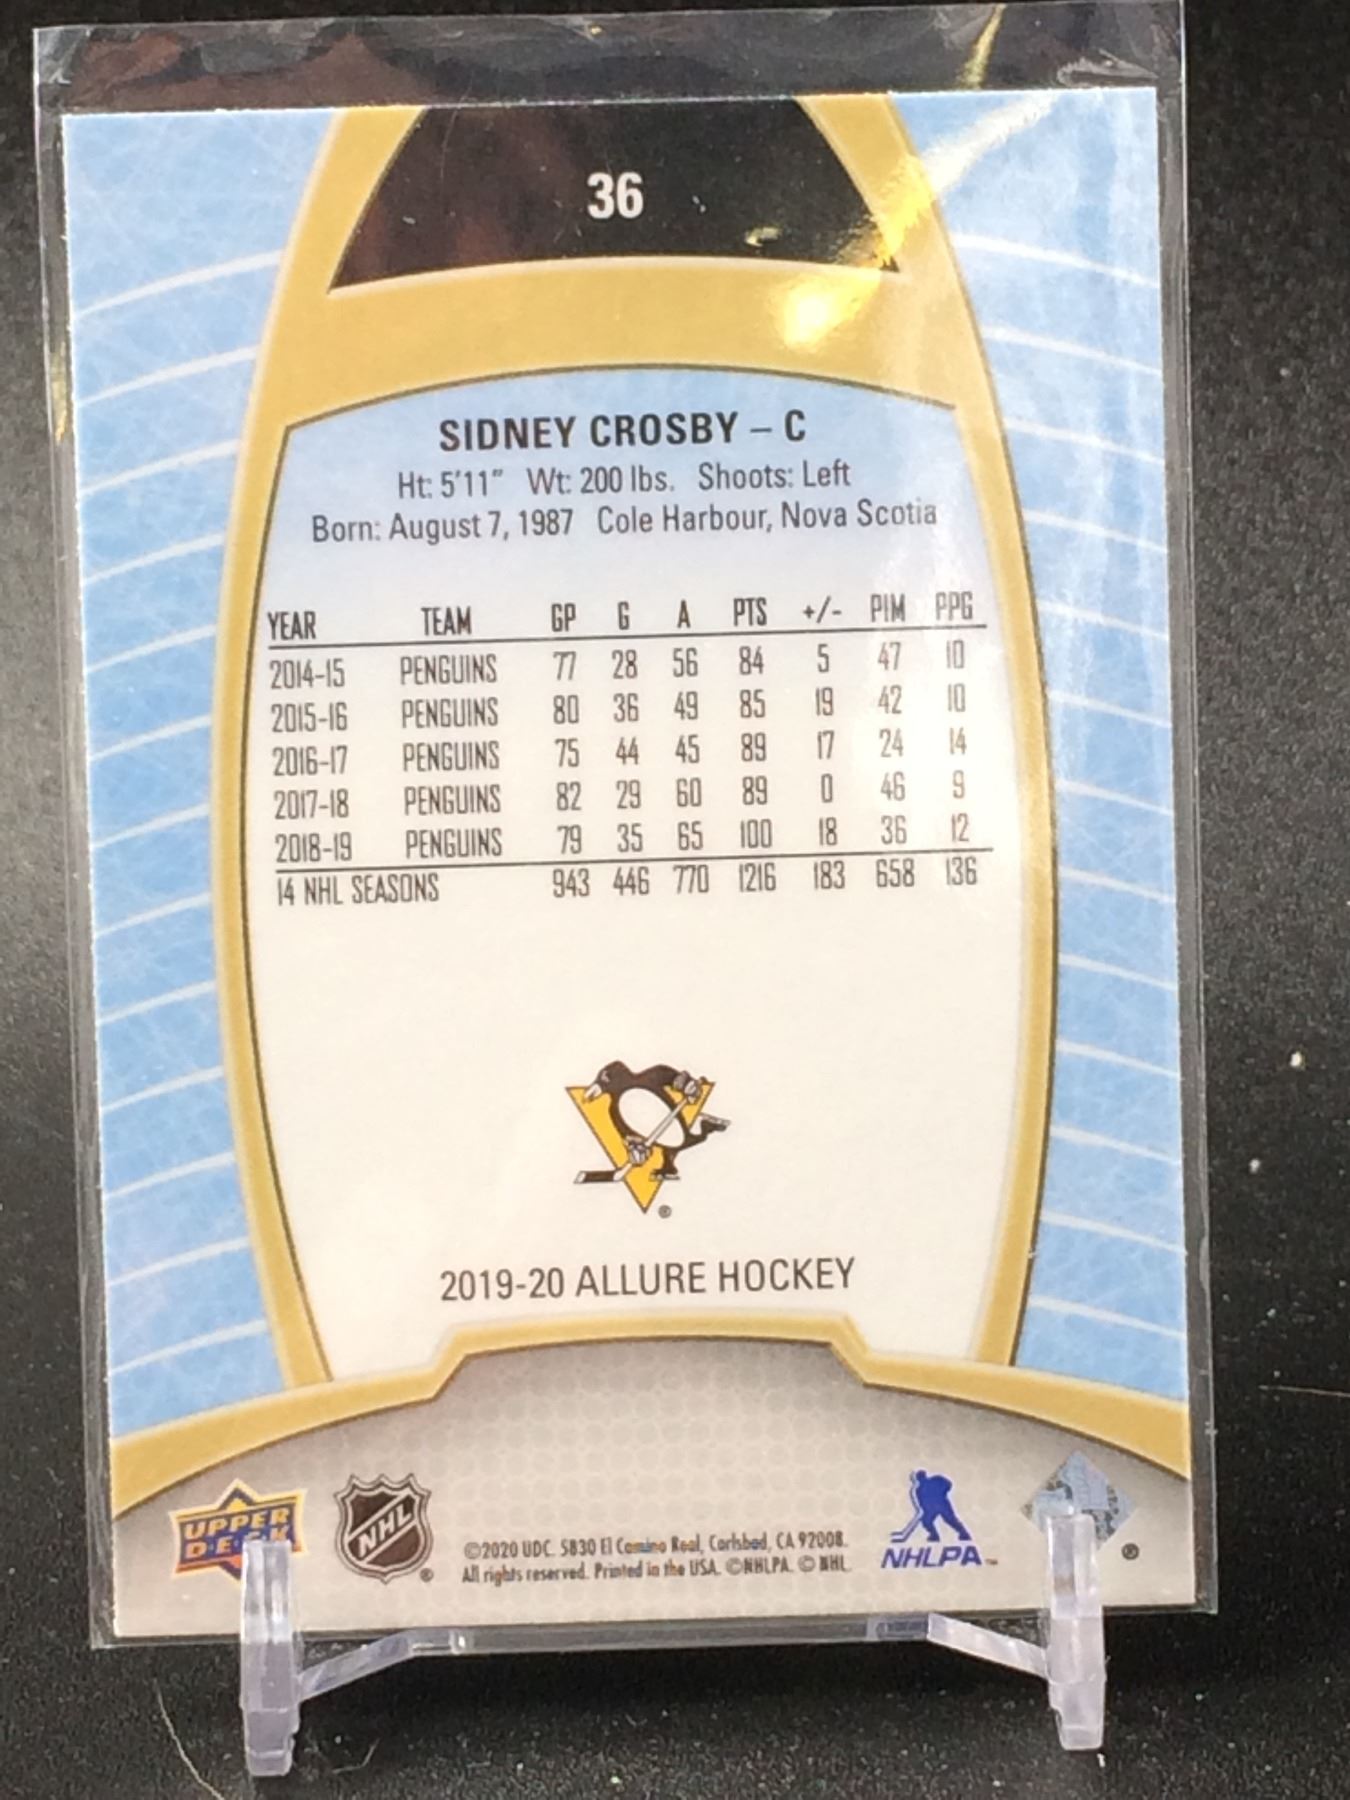 36
SIDNEY CROSBY – C
Ht: 5'11" Wt: 200 lbs. Shoots: Left
Born: August 7, 1987 Cole Harbour, Nova Scotia
YEAR TEAM GP G A PTS +/- PIM PPG
2014-15 PENGUINS 77 28 56 84 5 47 10
2015-16 PENGUINS 80 36 49 85 19 42 10
2016-17 PENGUINS 75 44 45 89 17 24 14
2017-18 PENGUINS 82 29 60 89 0 46 9
2018-19 PENGUINS 79 35 65 100 18 36 12
14 NHL SEASONS 943 446 770 1216 183 658 136
®
2019-20 ALLURE HOCKEY
UPPER
DECK
NHL
®
©2020 UDC. 5830 El Camino Real, Carlsbad, CA 92008.
All rights reserved. Printed in the USA. ©NHLPA. © NHL.
NHLPA™
®